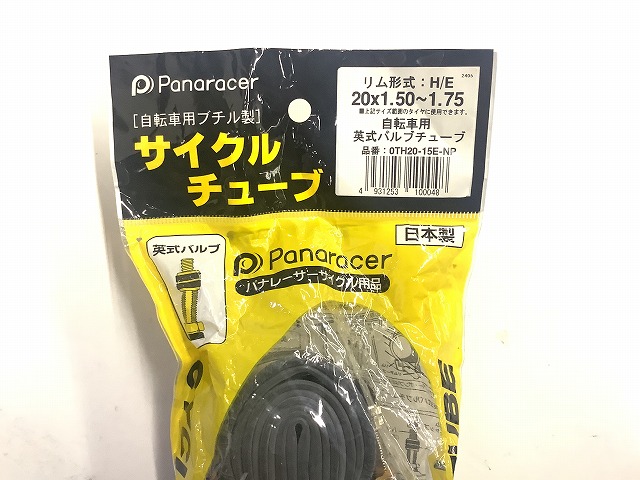 Panaracer
[自転車用ブチル製]
サイクル
チューブ
リム形式：H/E
2405
20x1.50~1.75
自転車用
英式バルブチューブ
品番：0TH20-15E-NP
4 931253 100048
日本製
英式バルブ
Panaracer
パナレーサーサイクル用品